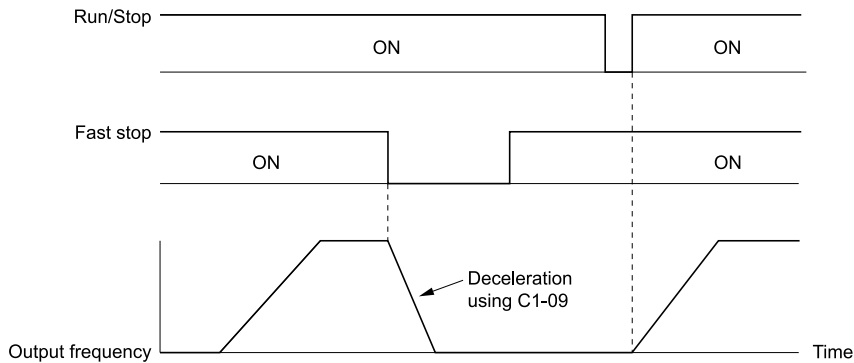 Run/Stop
ON
ON
Fast stop
ON
ON
Deceleration
using C1-09
Output frequency
Time